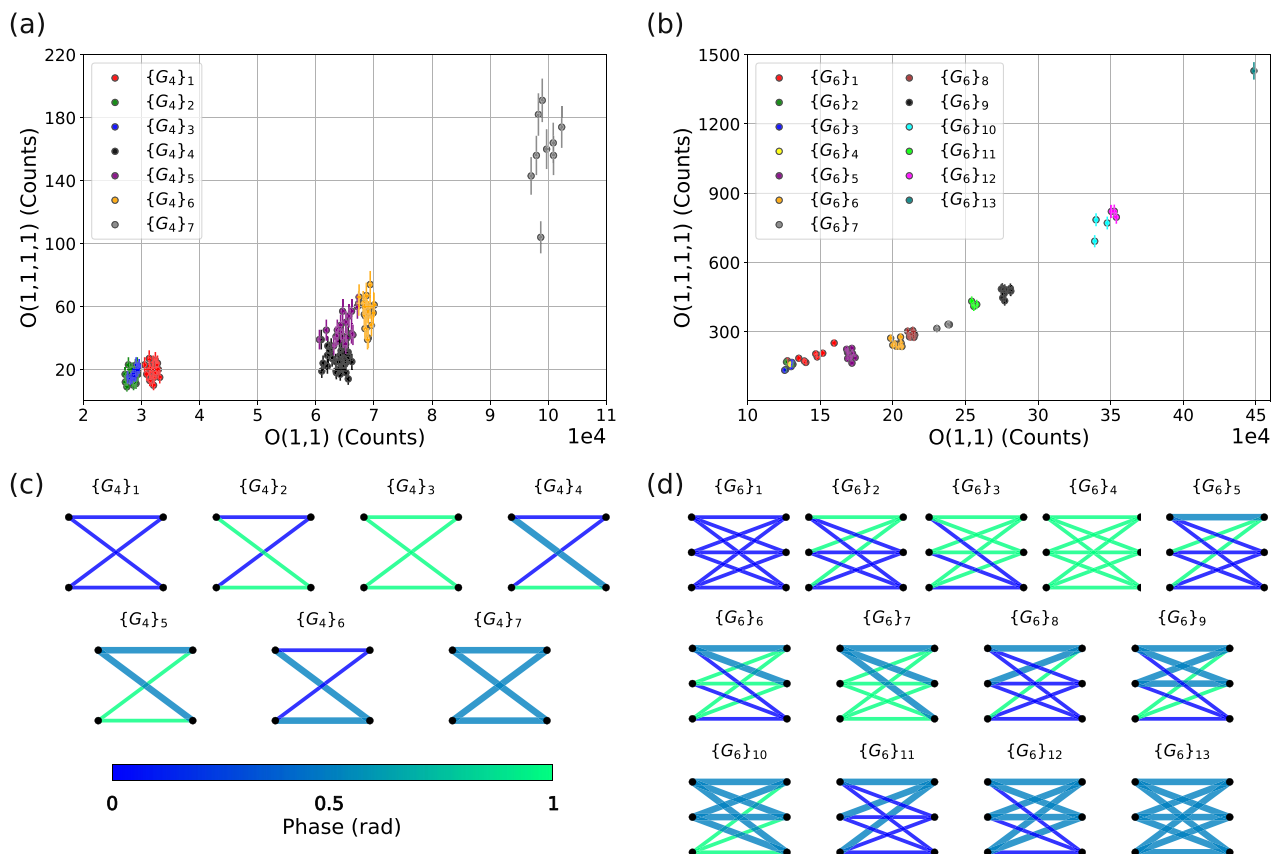 (a)
220
180
140
100
60
20
O(1,1,1,1) (Counts)
{G₄}₁
{G₄}₂
{G₄}₃
{G₄}₄
{G₄}₅
{G₄}₆
{G₄}₇
2 3 4 5 6 7 8 9 10 11
O(1,1) (Counts)
1e4
(b)
1500
1200
900
600
300
O(1,1,1,1) (Counts)
{G₆}₁ {G₆}₈
{G₆}₂ {G₆}₉
{G₆}₃ {G₆}₁₀
{G₆}₄ {G₆}₁₁
{G₆}₅ {G₆}₁₂
{G₆}₆ {G₆}₁₃
{G₆}₇
10 15 20 25 30 35 40 45
O(1,1) (Counts)
1e4
(c)
{G₄}₁ {G₄}₂ {G₄}₃ {G₄}₄
{G₄}₅ {G₄}₆ {G₄}₇
0 0.5 1
Phase (rad)
(d)
{G₆}₁ {G₆}₂ {G₆}₃ {G₆}₄ {G₆}₅
{G₆}₆ {G₆}₇ {G₆}₈ {G₆}₉
{G₆}₁₀ {G₆}₁₁ {G₆}₁₂ {G₆}₁₃